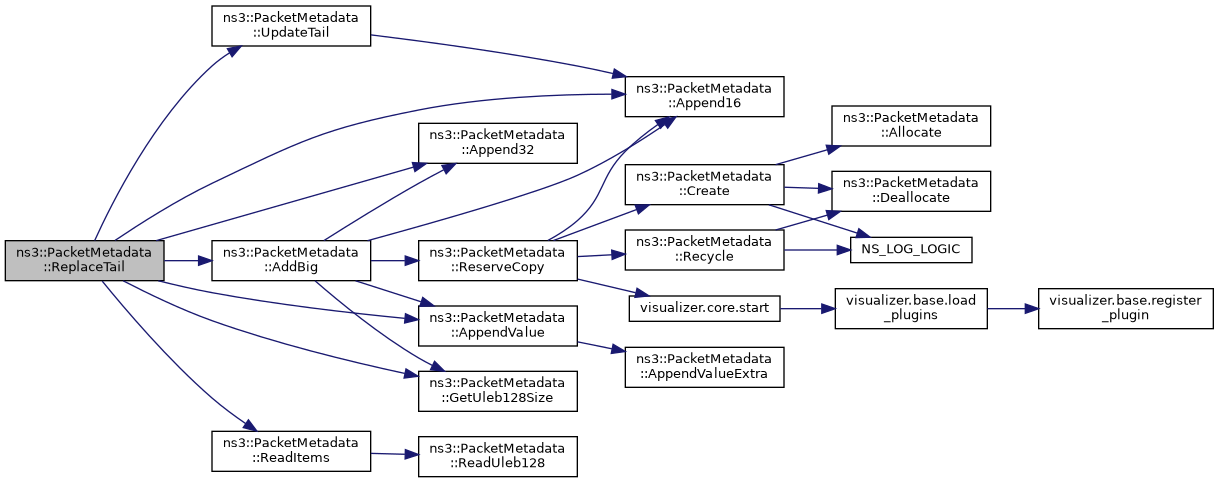 ns3::PacketMetadata
::ReplaceTail
ns3::PacketMetadata
::UpdateTail
ns3::PacketMetadata
::AddBig
ns3::PacketMetadata
::ReadItems
ns3::PacketMetadata
::Append32
ns3::PacketMetadata
::ReserveCopy
ns3::PacketMetadata
::AppendValue
ns3::PacketMetadata
::GetUleb128Size
ns3::PacketMetadata
::ReadUleb128
ns3::PacketMetadata
::Append16
ns3::PacketMetadata
::Create
ns3::PacketMetadata
::Recycle
visualizer.core.start
ns3::PacketMetadata
::AppendValueExtra
ns3::PacketMetadata
::Allocate
ns3::PacketMetadata
::Deallocate
NS_LOG_LOGIC
visualizer.base.load
_plugins
visualizer.base.register
_plugin